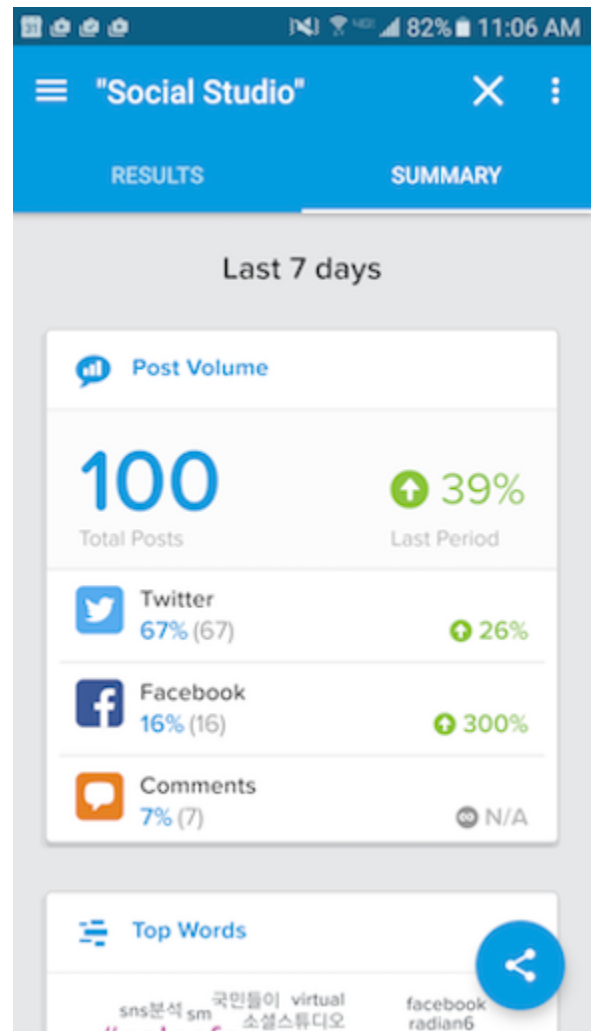 31 82% 11:06 AM
"Social Studio"
RESULTS SUMMARY
Last 7 days
Post Volume
100 39%
Total Posts Last Period
Twitter
67% (67) 26%
Facebook
16% (16) 300%
Comments
7% (7) N/A
Top Words
국민들이 virtual
sns분석 sm 소셜스튜디오 facebook
radian6